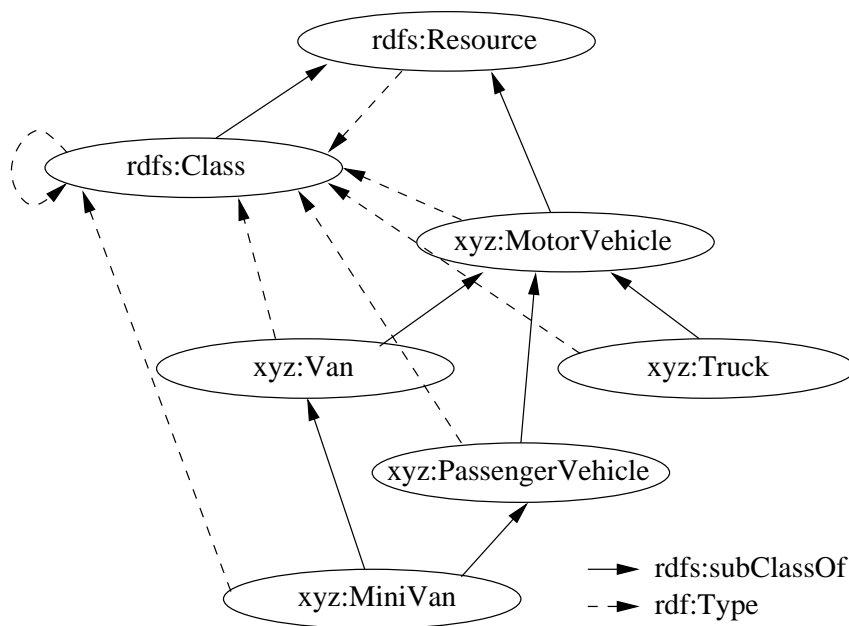 rdfs:Resource
rdfs:Class
xyz:MotorVehicle
xyz:Van
xyz:Truck
xyz:PassengerVehicle
xyz:MiniVan
rdfs:subClassOf
rdf:Type